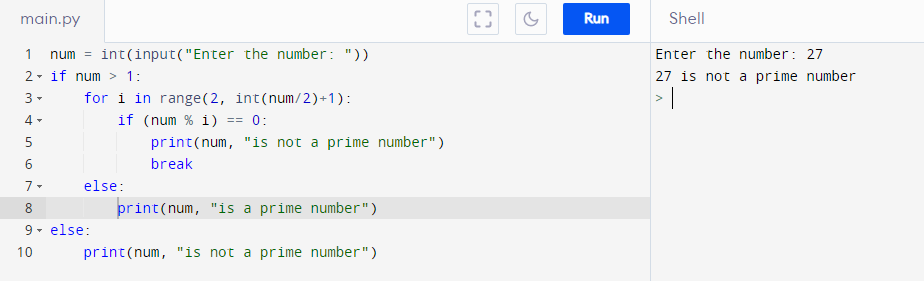 main.py
Run
Shell
1 num = int(input("Enter the number: "))
2 if num > 1:
3     for i in range(2, int(num/2)+1):
4         if (num % i) == 0:
5             print(num, "is not a prime number")
6             break
7     else:
8         print(num, "is a prime number")
9 else:
10     print(num, "is not a prime number")
Enter the number: 27
27 is not a prime number
>